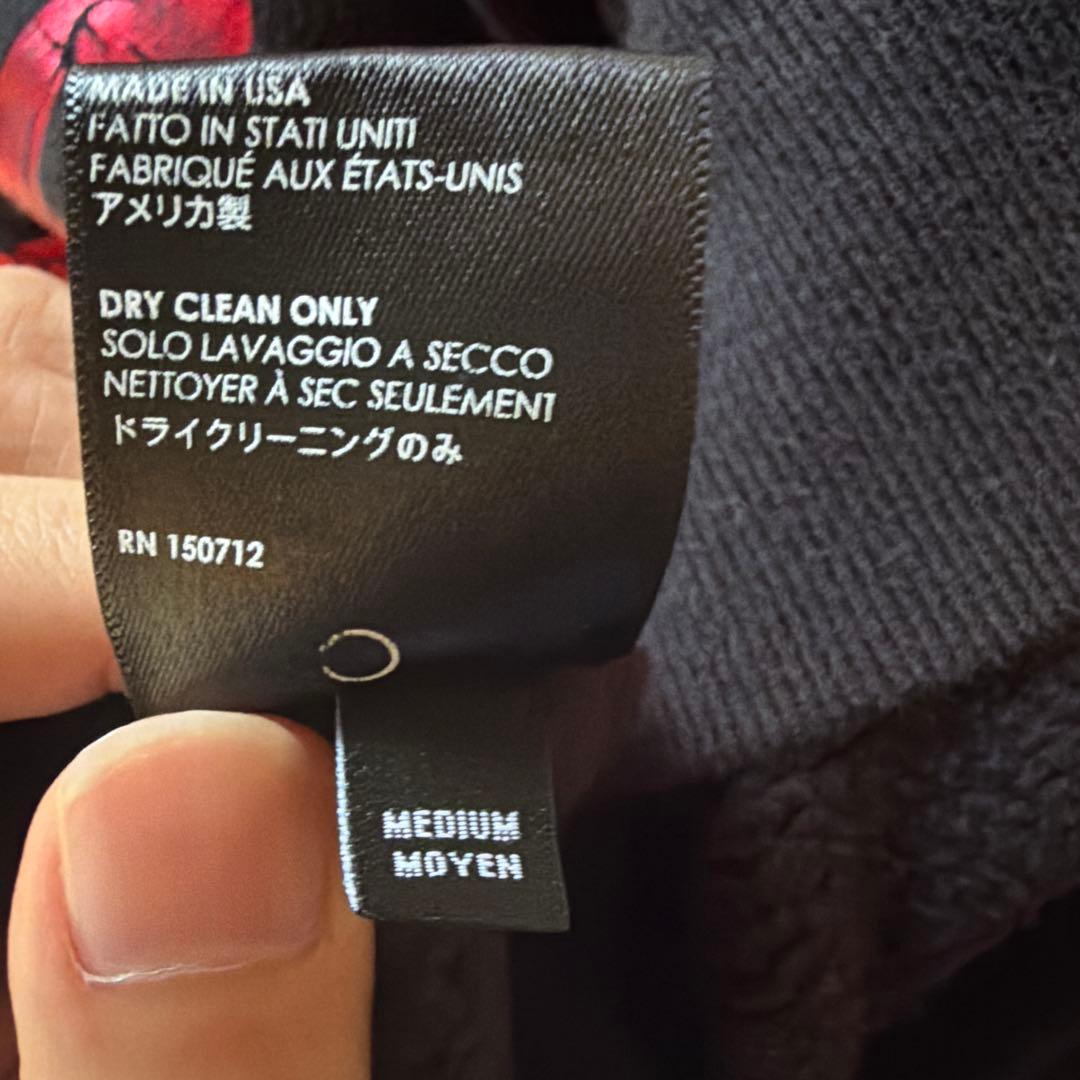 MADE IN USA
FATTO IN STATI UNITI
FABRIQUÉ AUX ÉTATS-UNIS
アメリカ製
DRY CLEAN ONLY
SOLO LAVAGGIO A SECCO
NETTOYER À SEC SEULEMENT
ドライクリーニングのみ
RN 150712
MEDIUM
MOYEN